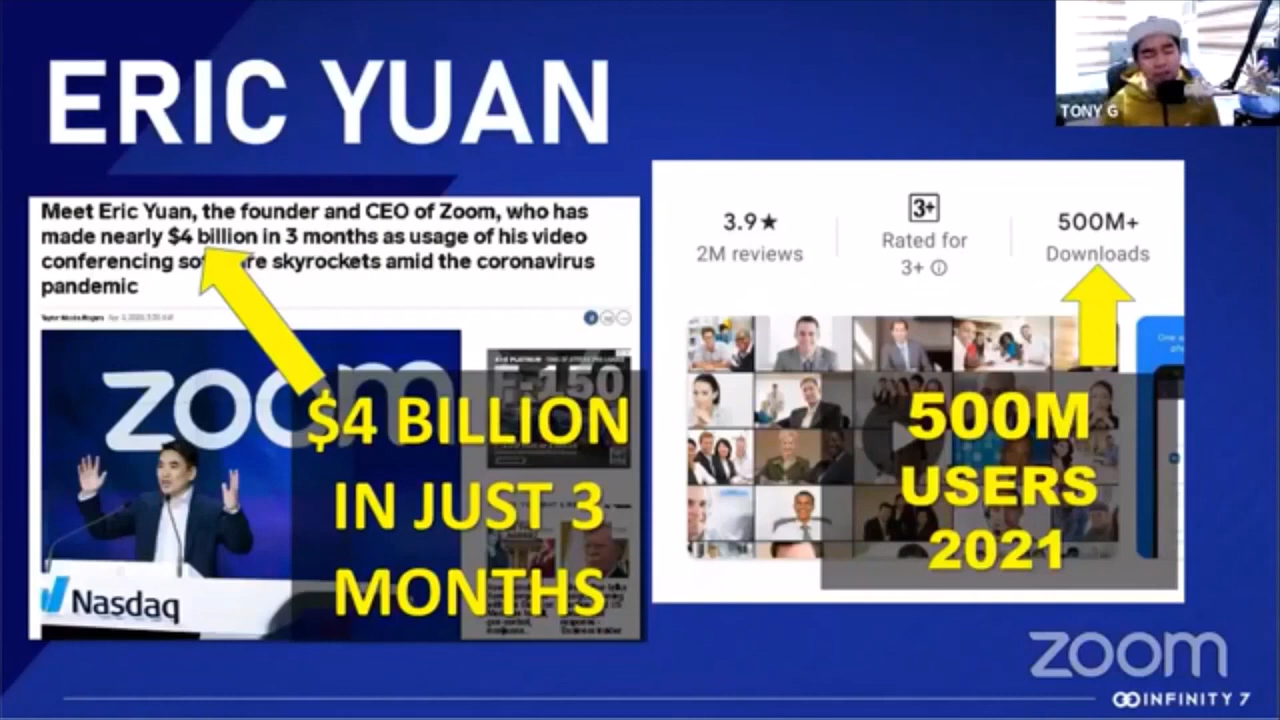 ERIC YUAN
TONY G
Meet Eric Yuan, the founder and CEO of Zoom, who has
made nearly $4 billion in 3 months as usage of his video
conferencing so re skyrockets amid the coronavirus
pandemic
zoom
F-150
Nasdaq
$4 BILLION
IN JUST 3
MONTHS
3.9★
2M reviews
3+
Rated for
3+
500M+
Downloads
500M
USERS
2021
zoom
INFINITY 7